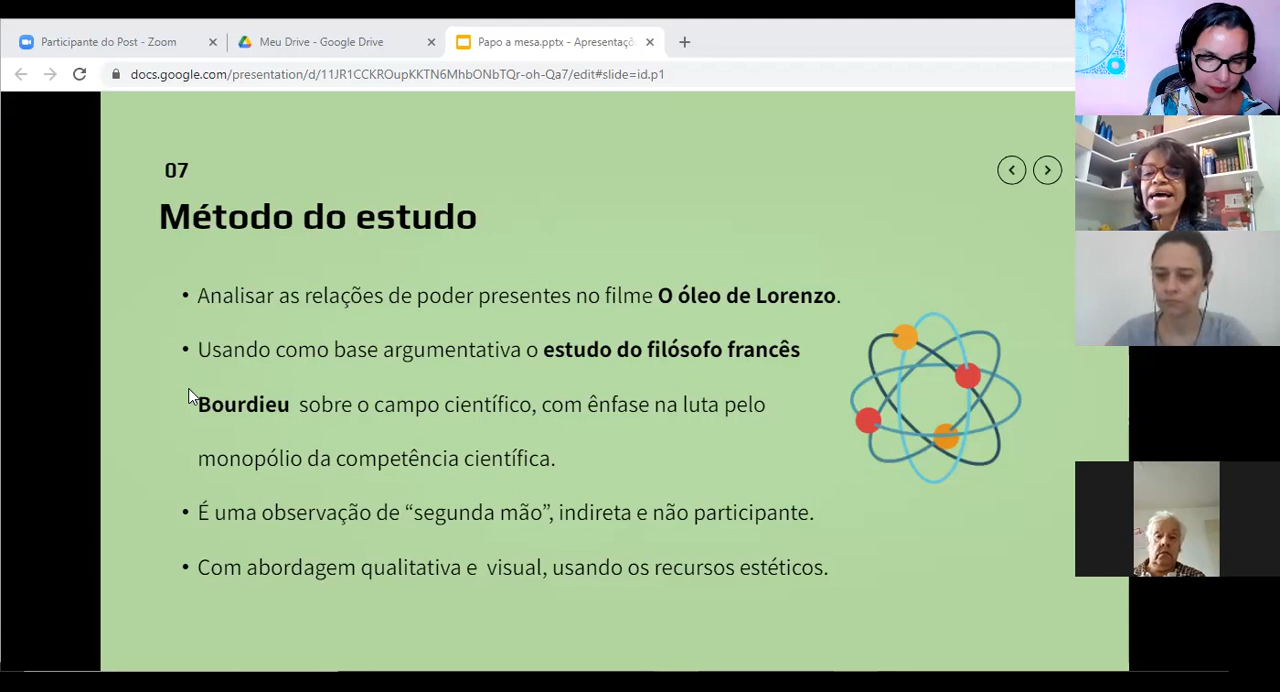 Participante do Post - Zoom
Meu Drive - Google Drive
Papo a mesa.pptx - Apresentaçõ
docs.google.com/presentation/d/11JR1CCKROupKKTN6MhbONbTQr-oh-Qa7/edit#slide=id.p1
07
Método do estudo
• Analisar as relações de poder presentes no filme O óleo de Lorenzo.
• Usando como base argumentativa o estudo do filósofo francês
Bourdieu sobre o campo científico, com ênfase na luta pelo
monopólio da competência científica.
• É uma observação de “segunda mão”, indireta e não participante.
• Com abordagem qualitativa e visual, usando os recursos estéticos.